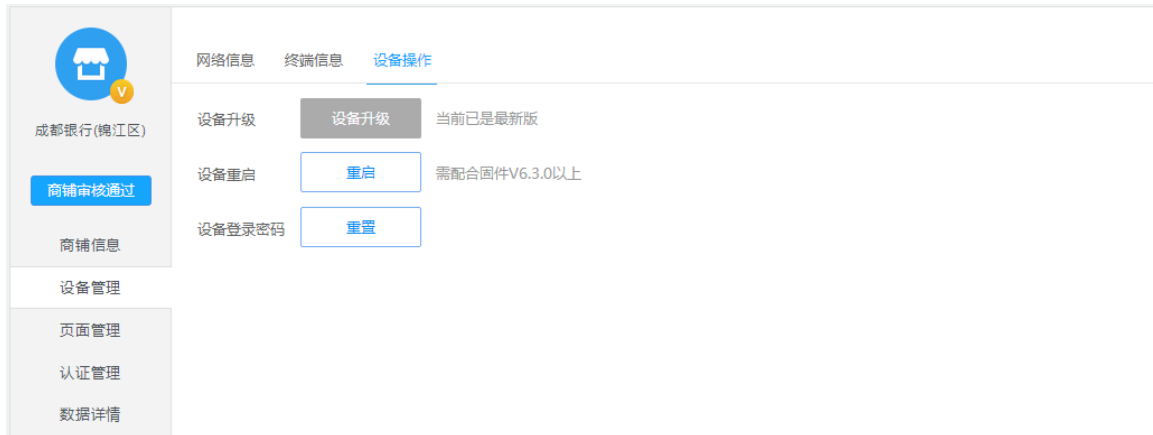 网络信息 终端信息 设备操作
V
成都银行(锦江区)
商铺审核通过
商铺信息
设备管理
页面管理
认证管理
数据详情
设备升级 设备升级 当前已是最新版
设备重启 重启 需配合固件V6.3.0以上
设备登录密码 重置